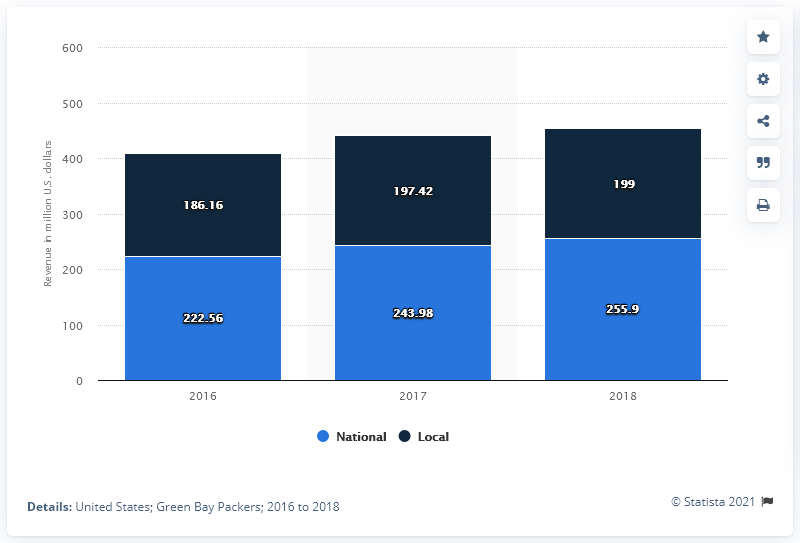 600
500
400
300
200
100
0
Revenue in million U.S. dollars
186.16
197.42
199
222.56
243.98
255.9
2016 2017 2018
National Local
Details: United States; Green Bay Packers; 2016 to 2018
© Statista 2021